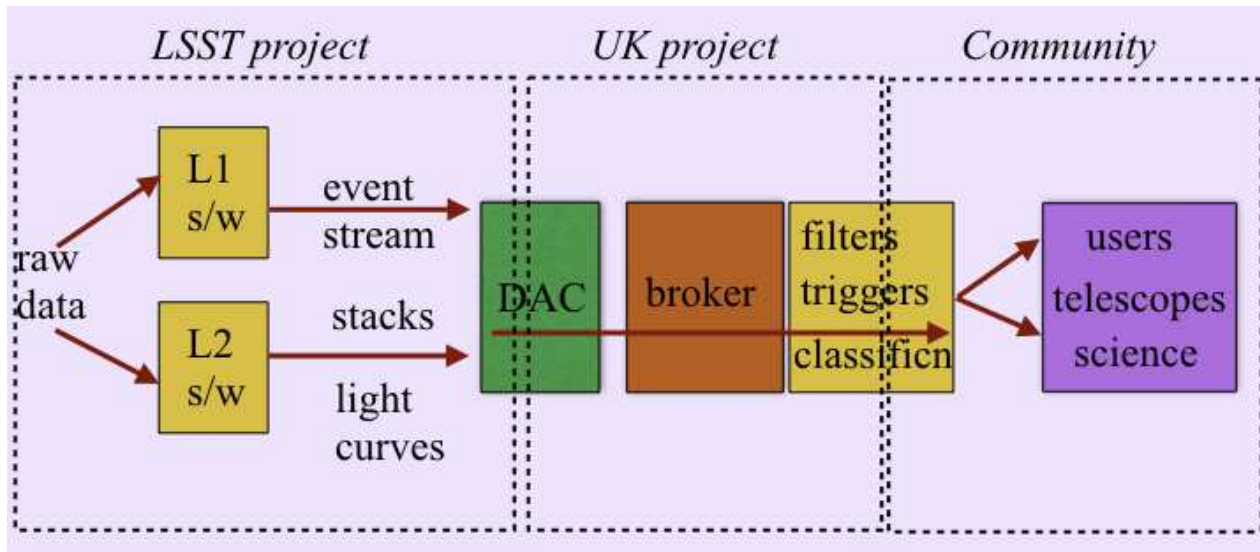 LSST project
UK project
Community
raw
data
L1
s/w
event
stream
L2
s/w
stacks
light
curves
DAC
broker
filters
triggers
classificn
users
telescopes
science